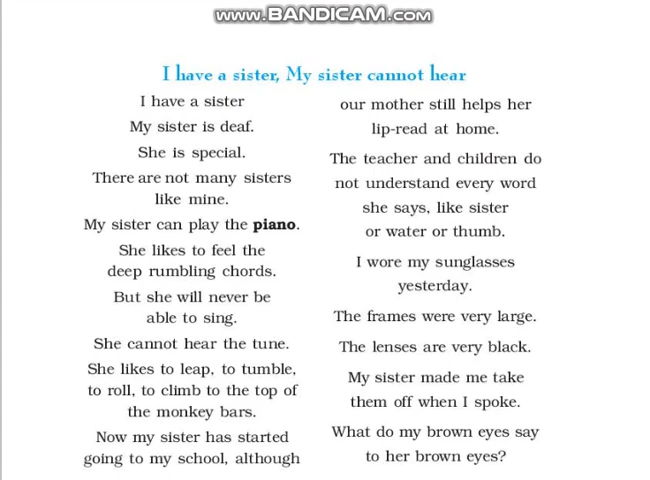 www.BANDICAM.com
I have a sister, My sister cannot hear
I have a sister
My sister is deaf.
She is special.
There are not many sisters
like mine.
My sister can play the piano.
She likes to feel the
deep rumbling chords.
But she will never be
able to sing.
She cannot hear the tune.
She likes to leap, to tumble,
to roll, to climb to the top of
the monkey bars.
Now my sister has started
going to my school, although
our mother still helps her
lip-read at home.
The teacher and children do
not understand every word
she says, like sister
or water or thumb.
I wore my sunglasses
yesterday.
The frames were very large.
The lenses are very black.
My sister made me take
them off when I spoke.
What do my brown eyes say
to her brown eyes?